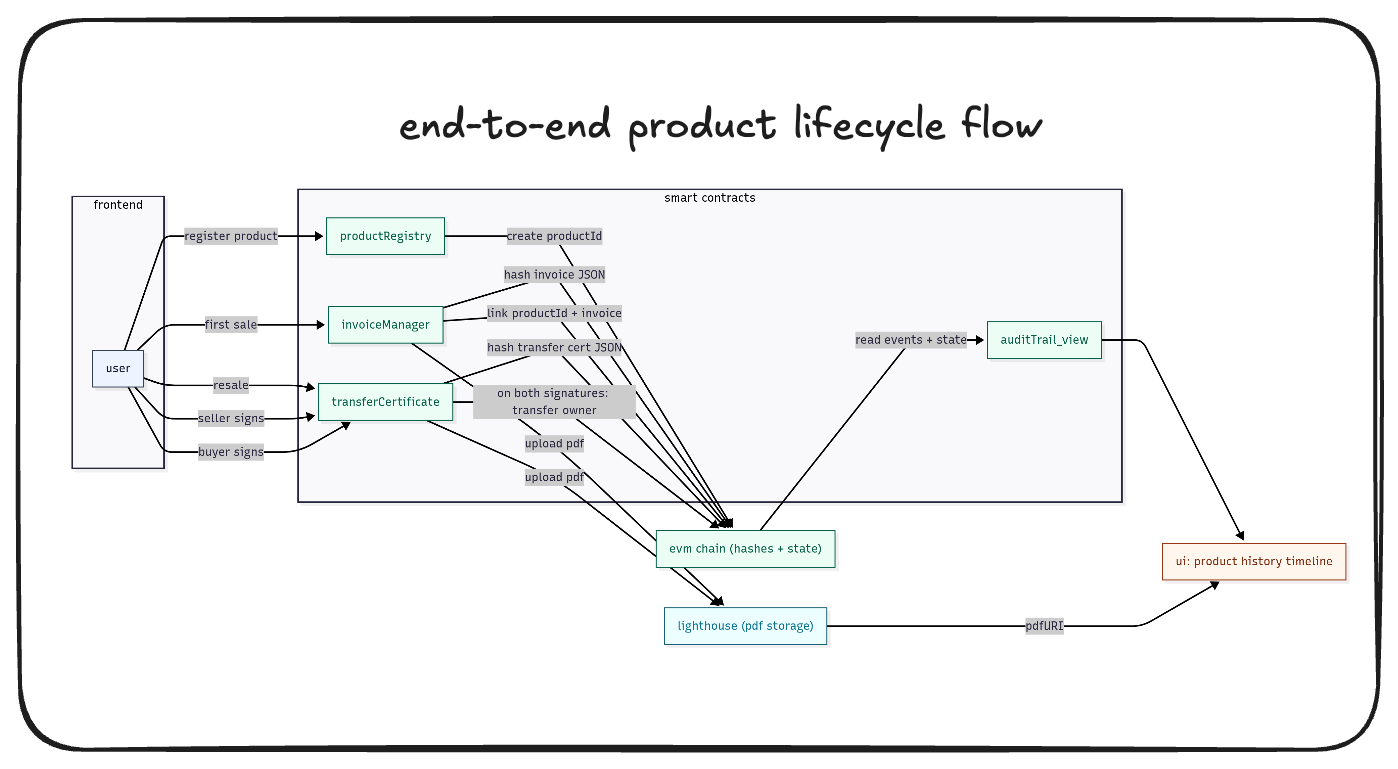 end-to-end product lifecycle flow
frontend
smart contracts
register product
productRegistry
create productId
hash invoice JSON
first sale
invoiceManager
link productId + invoice
hash transfer cert JSON
read events + state
auditTrail_view
user
resale
transferCertificate
on both signatures:
transfer owner
seller signs
buyer signs
upload pdf
upload pdf
evm chain (hashes + state)
ui: product history timeline
lighthouse (pdf storage)
pdfURI